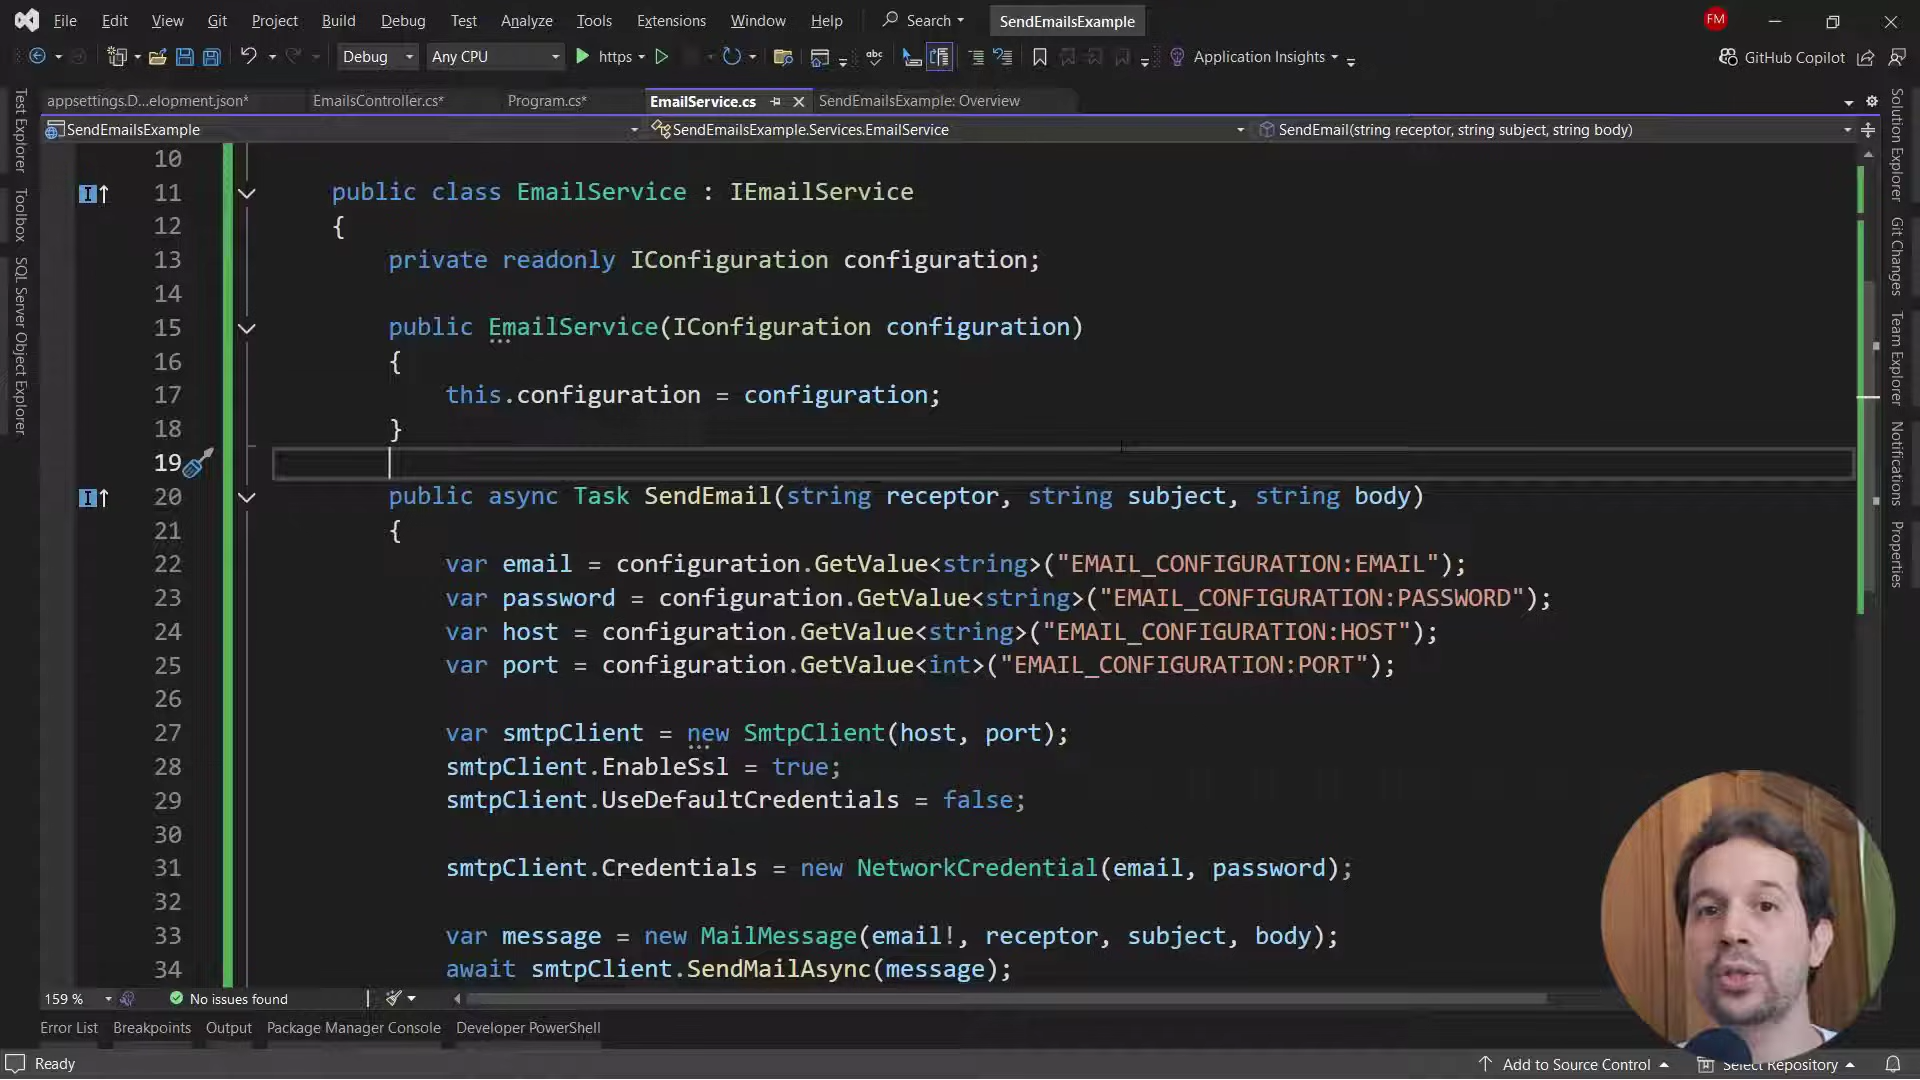 File Edit View Git Project Build Debug Test Analyze Tools Extensions Window Help Search SendEmailsExample FM
Debug Any CPU https Application Insights GitHub Copilot
appsettings.D...elopment.json* EmailsController.cs* Program.cs* EmailService.cs SendEmailsExample: Overview
SendEmailsExample SendEmailsExample.Services.EmailService SendEmail(string receptor, string subject, string body)
Test Explorer
Toolbox
SQL Server Object Explorer
10
11 public class EmailService : IEmailService
12 {
13 private readonly IConfiguration configuration;
14
15 public EmailService(IConfiguration configuration)
16 {
17 this.configuration = configuration;
18 }
19
20 public async Task SendEmail(string receptor, string subject, string body)
21 {
22 var email = configuration.GetValue<string>("EMAIL_CONFIGURATION:EMAIL");
23 var password = configuration.GetValue<string>("EMAIL_CONFIGURATION:PASSWORD");
24 var host = configuration.GetValue<string>("EMAIL_CONFIGURATION:HOST");
25 var port = configuration.GetValue<int>("EMAIL_CONFIGURATION:PORT");
26
27 var smtpClient = new SmtpClient(host, port);
28 smtpClient.EnableSsl = true;
29 smtpClient.UseDefaultCredentials = false;
30
31 smtpClient.Credentials = new NetworkCredential(email, password);
32
33 var message = new MailMessage(email!, receptor, subject, body);
34 await smtpClient.SendMailAsync(message);
Solution Explorer
Git Changes
Team Explorer
Notifications
Properties
159 % No issues found
Error List Breakpoints Output Package Manager Console Developer PowerShell
Ready Add to Source Control Select Repository